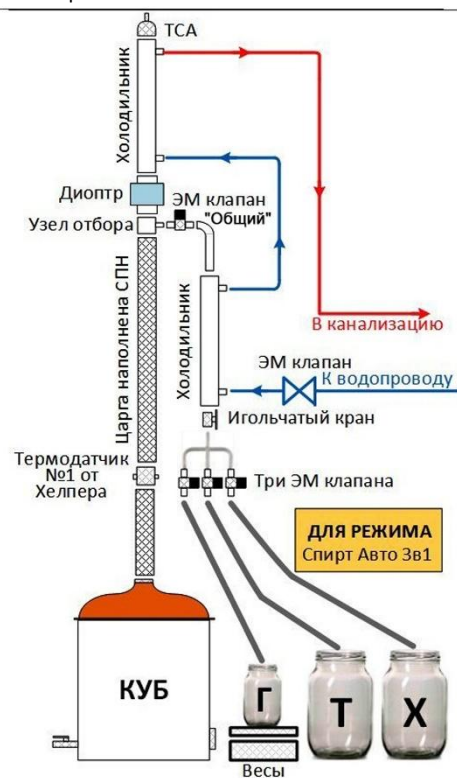 ТСА
Холодильник
Диоптр
ЭМ клапан
"Общий"
Узел отбора
Царга наполнена СПН
Холодильник
В канализацию
ЭМ клапан
К водопроводу
Игольчатый кран
Термодатчик
№1 от
Хелпера
Три ЭМ клапана
ДЛЯ РЕЖИМА
Спирт Авто 3в1
КУБ
Г
Т
Х
Весы